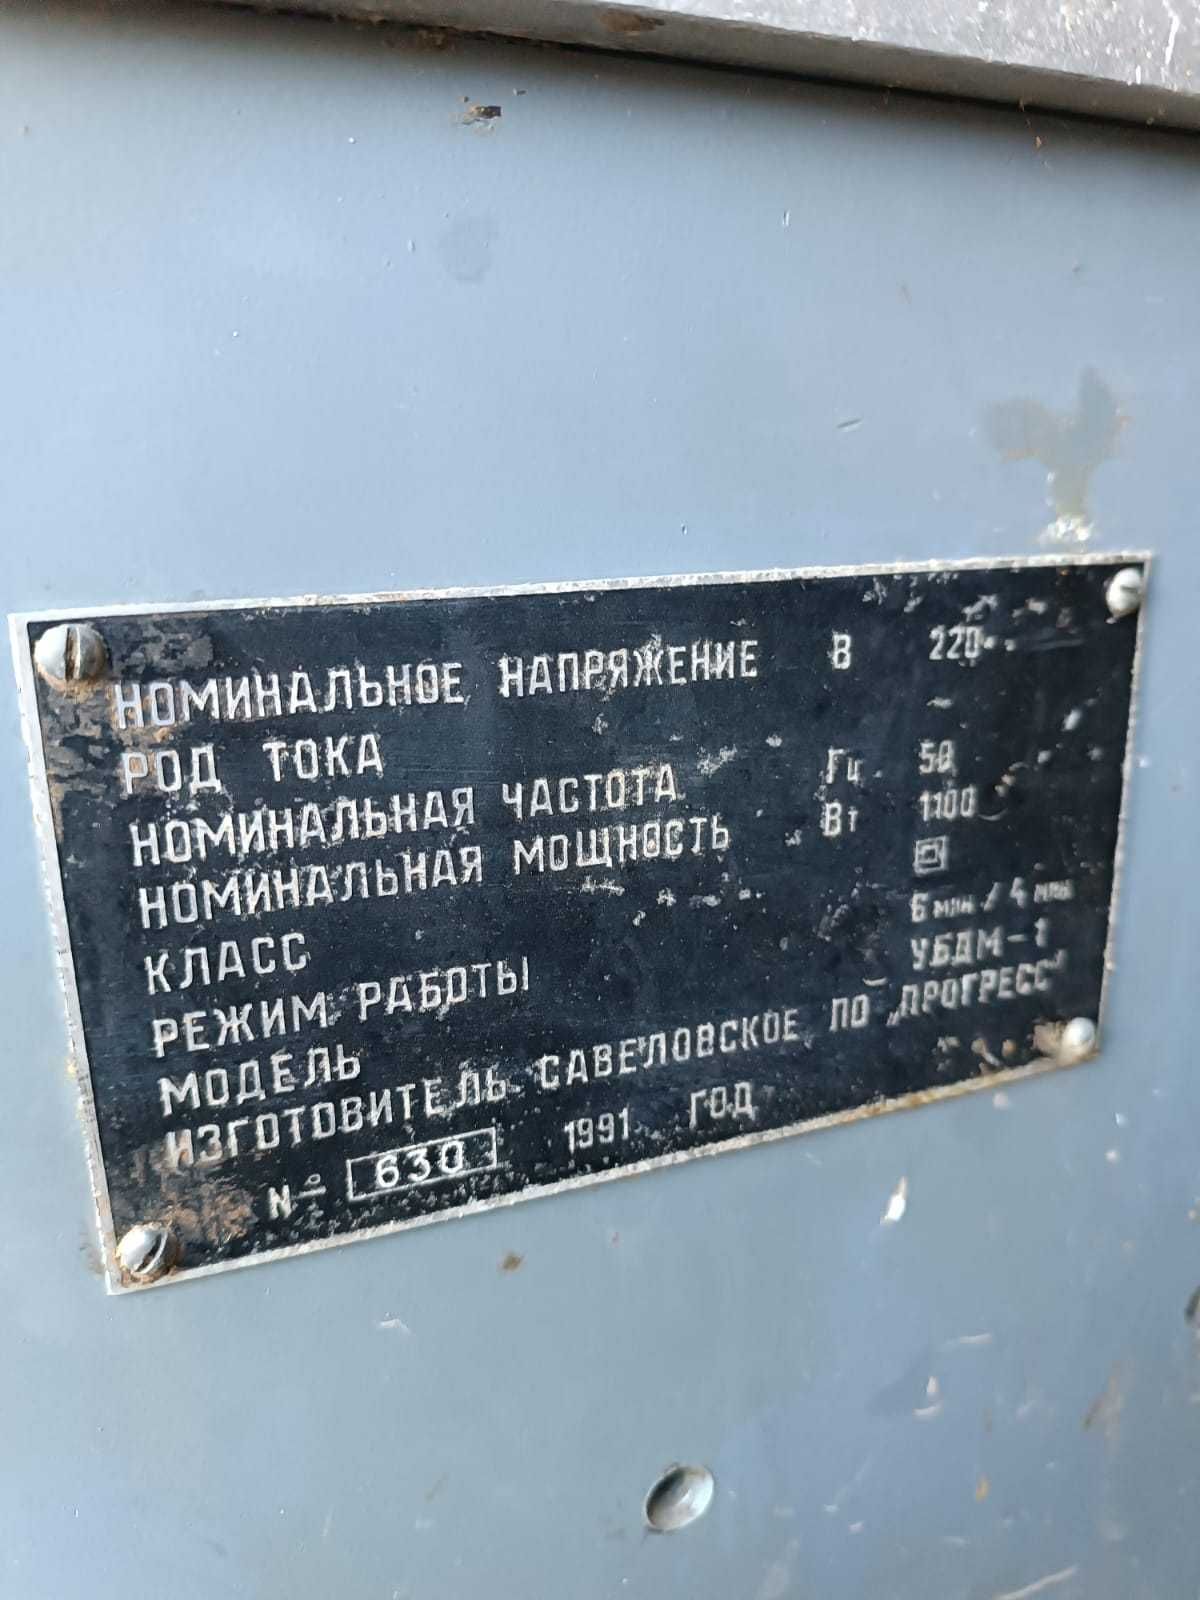 НОМИНАЛЬНОЕ НАПРЯЖЕНИЕ В 220
РОД ТОКА ~
НОМИНАЛЬНАЯ ЧАСТОТА Гц 50
НОМИНАЛЬНАЯ МОЩНОСТЬ Вт 1100
КЛАСС
РЕЖИМ РАБОТЫ 6 мин / 4 мин
МОДЕЛЬ УБДМ-1
ИЗГОТОВИТЕЛЬ САВЕЛОВСКОЕ ПО „ПРОГРЕСС"
№ 630 1991 ГОД